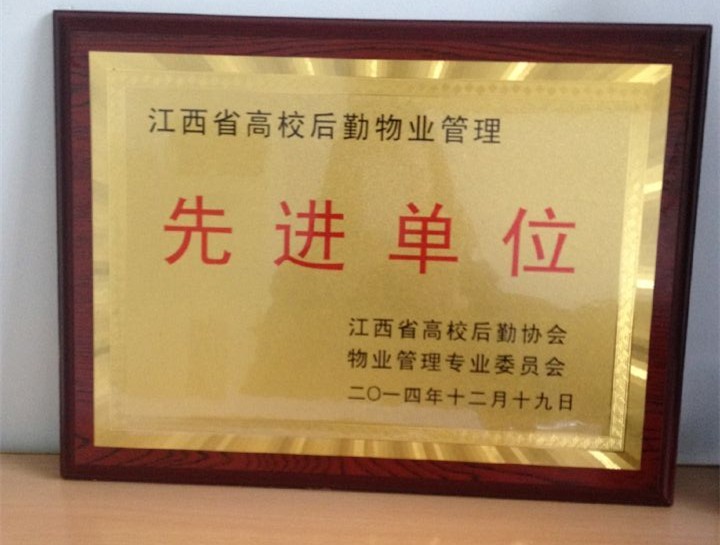 江西省高校后勤物业管理
先进单位
江西省高校后勤协会
物业管理专业委员会
二〇一四年十二月十九日